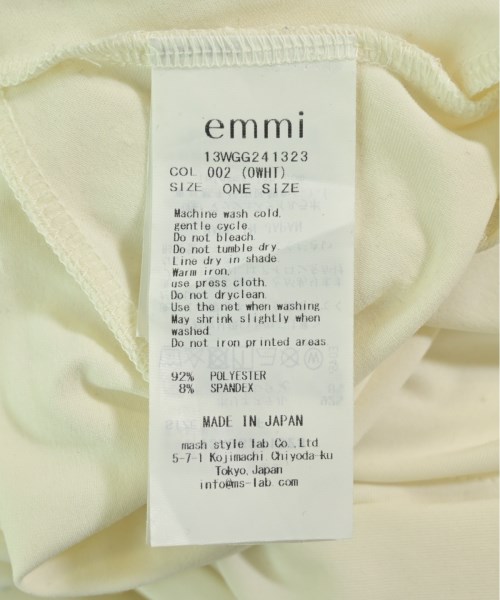 emmi
13WGG241323
COL 002 (OWHT)
SIZE ONE SIZE
Machine wash cold,
gentle cycle
Do not bleach
Do not tumble dry
Line dry in shade
Warm iron,
use press cloth
Do not dryclean
Use the net when washing
May shrink slightly when
washed
Do not iron printed areas
92% POLYESTER
8% SPANDEX
MADE IN JAPAN
mash style lab Co.,Ltd
5-7-1 Kojimachi Chiyoda-ku
Tokyo,Japan
info@ms-lab.com